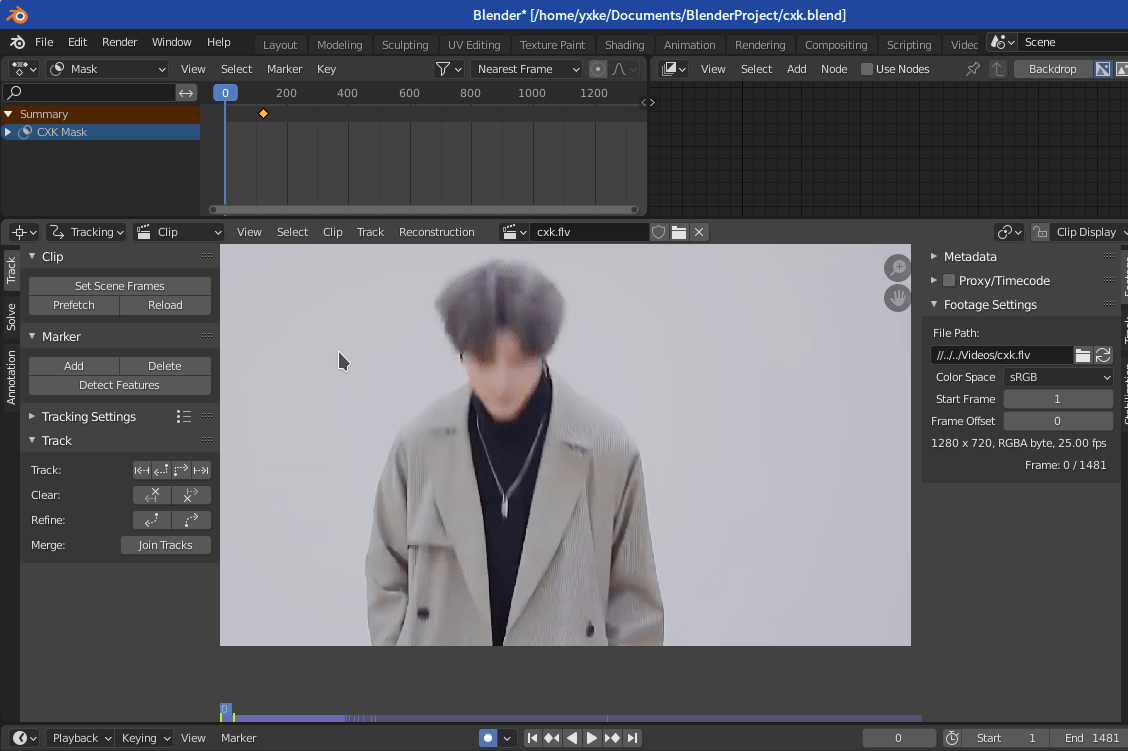 Blender* [/home/yxke/Documents/BlenderProject/cxk.blend]
File Edit Render Window Help Layout Modeling Sculpting UV Editing Texture Paint Shading Animation Rendering Compositing Scripting Scene
Mask View Select Marker Key Nearest Frame View Select Add Node Use Nodes Backdrop
0 200 400 600 800 1000 1200
Summary
CXK Mask
Tracking Clip View Select Clip Track Reconstruction cxk.flv Clip Display
Track
Solve
Annotation
Clip
Set Scene Frames
Prefetch Reload
Marker
Add Delete
Detect Features
Tracking Settings
Track
Track:
Clear:
Refine:
Merge: Join Tracks
Metadata
Proxy/Timecode
Footage Settings
File Path:
//../../Videos/cxk.flv
Color Space sRGB
Start Frame 1
Frame Offset 0
1280 x 720, RGBA byte, 25.00 fps
Frame: 0 / 1481
0
Playback Keying View Marker 0 Start 1 End 1481